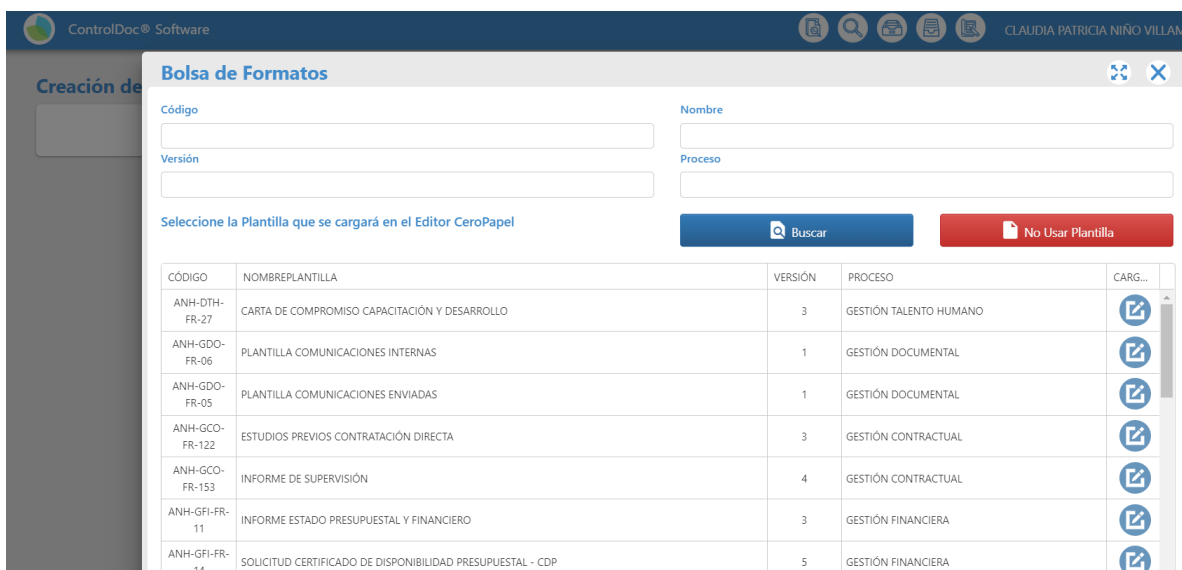 ControlDoc® Software
CLAUDIA PATRICIA NIÑO VILLAM
Creación de
Bolsa de Formatos
Código
Nombre
Versión
Proceso
Seleccione la Plantilla que se cargará en el Editor CeroPapel
Buscar
No Usar Plantilla
CÓDIGO NOMBREPLANTILLA VERSIÓN PROCESO CARG...
ANH-DTH-
FR-27 CARTA DE COMPROMISO CAPACITACIÓN Y DESARROLLO 3 GESTIÓN TALENTO HUMANO
ANH-GDO-
FR-06 PLANTILLA COMUNICACIONES INTERNAS 1 GESTIÓN DOCUMENTAL
ANH-GDO-
FR-05 PLANTILLA COMUNICACIONES ENVIADAS 1 GESTIÓN DOCUMENTAL
ANH-GCO-
FR-122 ESTUDIOS PREVIOS CONTRATACIÓN DIRECTA 3 GESTIÓN CONTRACTUAL
ANH-GCO-
FR-153 INFORME DE SUPERVISIÓN 4 GESTIÓN CONTRACTUAL
ANH-GFI-FR-
11 INFORME ESTADO PRESUPUESTAL Y FINANCIERO 3 GESTIÓN FINANCIERA
ANH-GFI-FR-
SOLICITUD CERTIFICADO DE DISPONIBILIDAD PRESUPUESTAL - CDP 5 GESTIÓN FINANCIERA